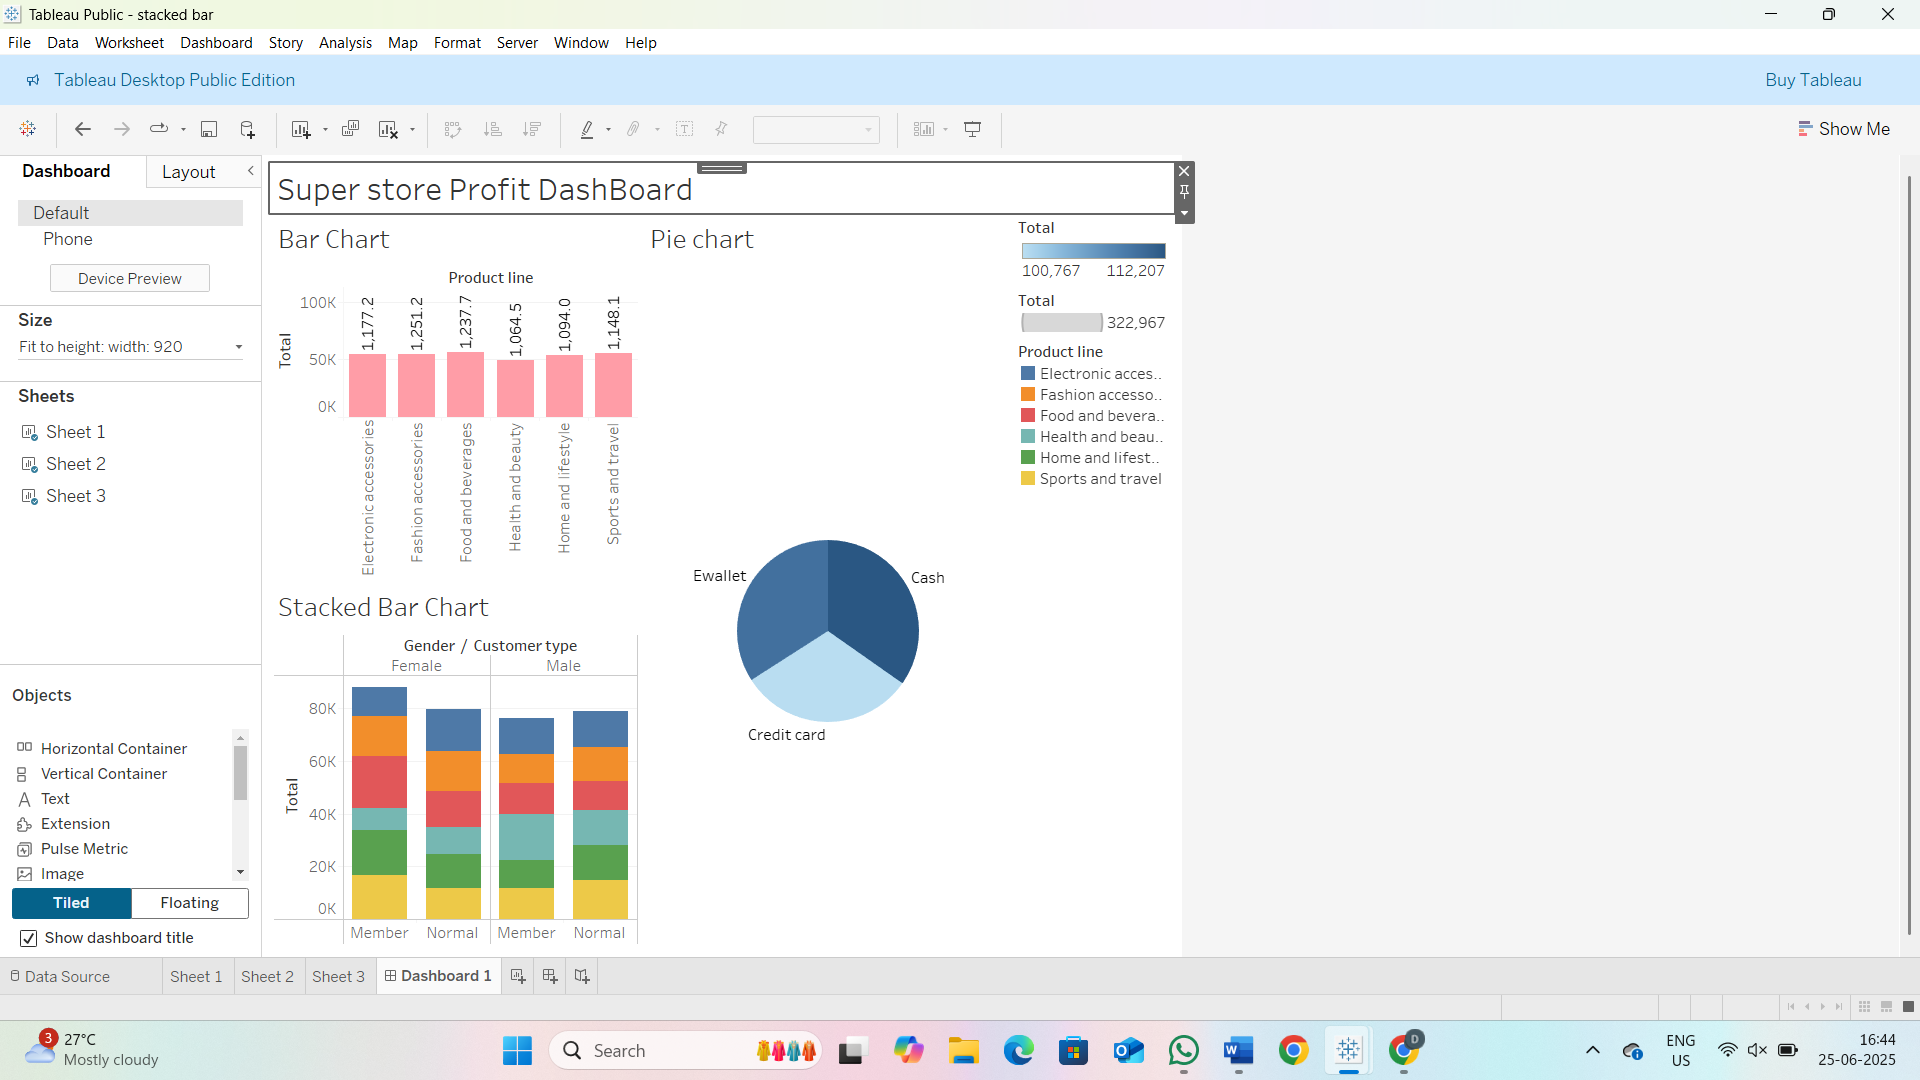 Tableau Public - stacked bar
File Data Worksheet Dashboard Story Analysis Map Format Server Window Help
Tableau Desktop Public Edition
Buy Tableau
Show Me
Dashboard Layout
Default
Phone
Device Preview
Size
Fit to height: width: 920
Sheets
Sheet 1
Sheet 2
Sheet 3
Objects
Horizontal Container
Vertical Container
Text
Extension
Pulse Metric
Image
Tiled Floating
Show dashboard title
Super store Profit DashBoard
Bar Chart
Product line
Total
100K
50K
0K
1,177.2
1,251.2
1,237.7
1,064.5
1,094.0
1,148.1
Electronic accessories
Fashion accessories
Food and beverages
Health and beauty
Home and lifestyle
Sports and travel
Stacked Bar Chart
Gender / Customer type
Female Male
Total
80K
60K
40K
20K
0K
Member Normal Member Normal
Pie chart
Ewallet
Cash
Credit card
Total
100,767 112,207
Total
322,967
Product line
Electronic acces..
Fashion accesso..
Food and bevera..
Health and beau..
Home and lifest..
Sports and travel
Data Source Sheet 1 Sheet 2 Sheet 3 Dashboard 1
3
27°C
Mostly cloudy
Search
D
ENG
US
16:44
25-06-2025